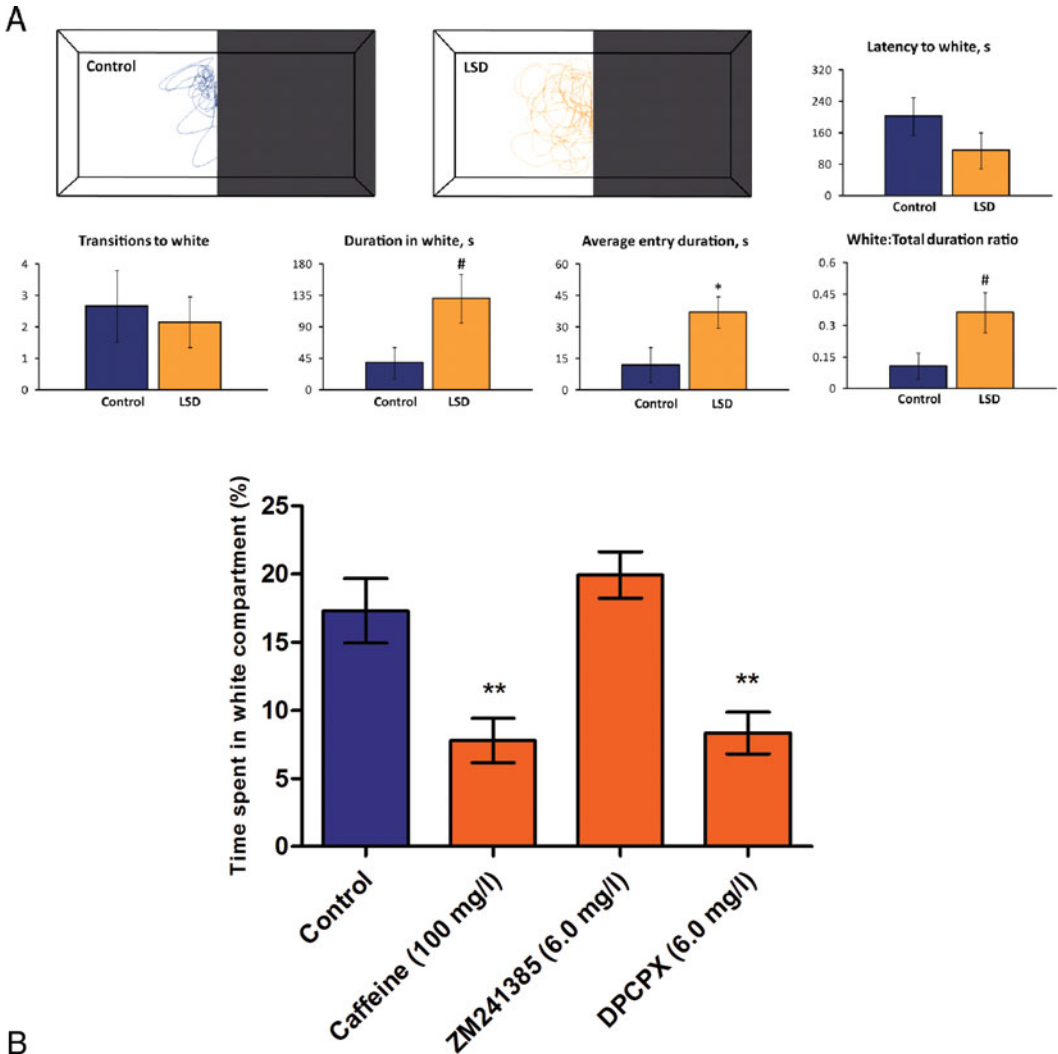 A
Control
LSD
Latency to white, s
320
240
160
80
0
Control LSD
Transitions to white
4
3
2
1
0
Control LSD
Duration in white, s
180
135
90
45
0
#
Control LSD
Average entry duration, s
60
45
30
15
0
*
Control LSD
White:Total duration ratio
0.6
0.45
0.3
0.15
0
#
Control LSD
Time spent in white compartment (%)
25
20
15
10
5
0
**
**
Control
Caffeine (100 mg/l)
ZM241385 (6.0 mg/l)
DPCPX (6.0 mg/l)
B